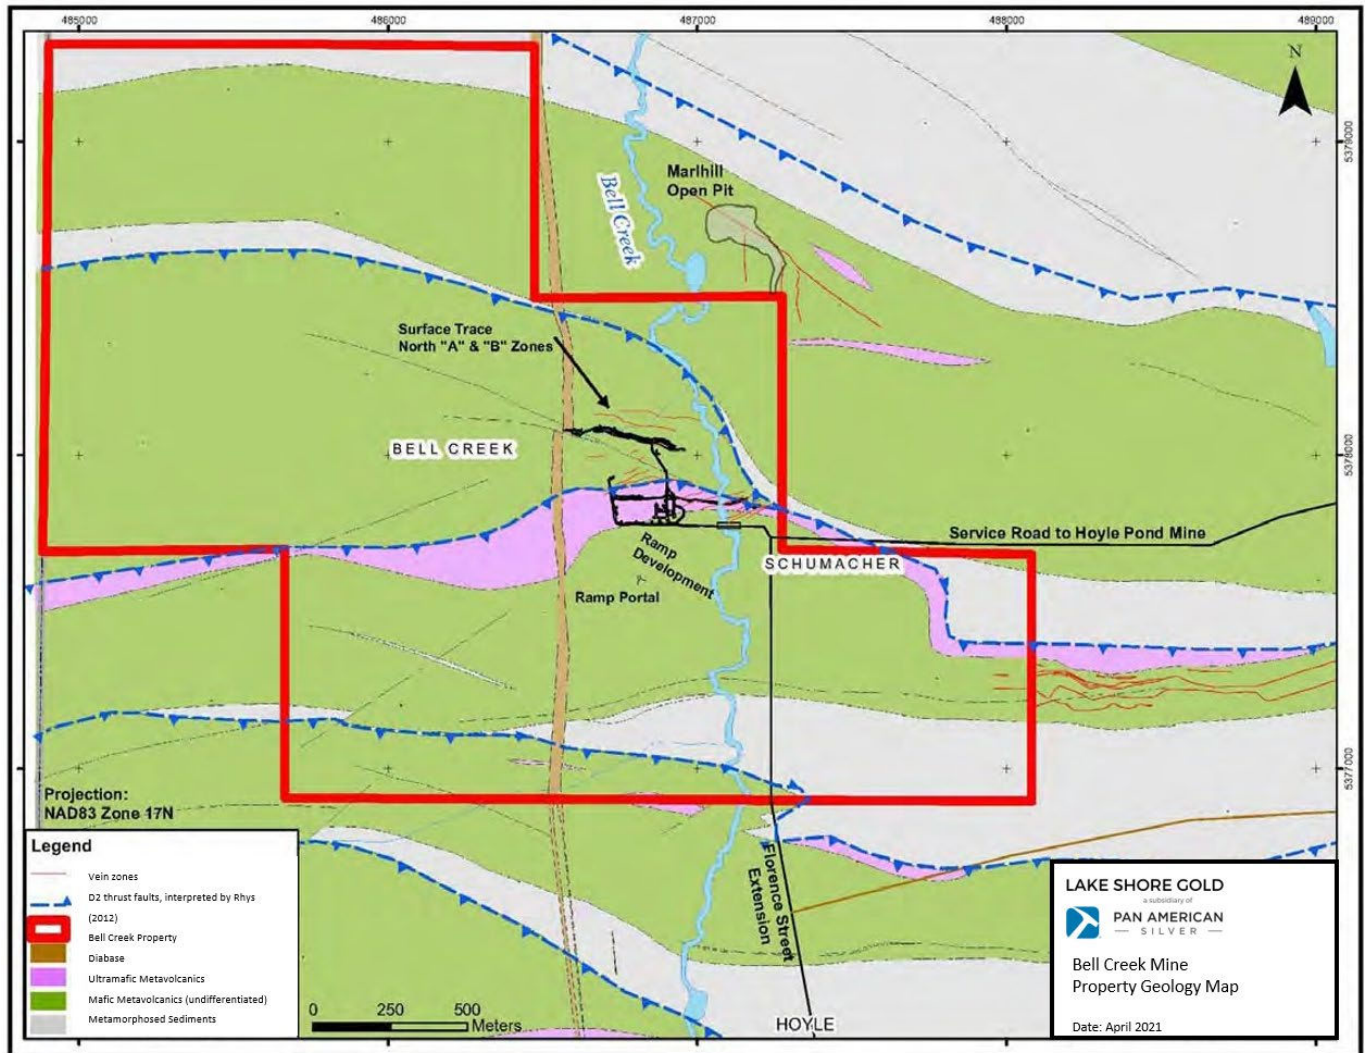 485000
486000
487000
488000
489000
N
5379000
Marlhill
Open Pit
Bell Creek
Surface Trace
North "A" & "B" Zones
BELL CREEK
5378000
Service Road to Hoyle Pond Mine
Ramp
Development
SCHUMACHER
Ramp Portal
5377000
Projection:
NAD83 Zone 17N
Legend
Vein zones
D2 thrust faults, interpreted by Rhys
(2012)
Bell Creek Property
Diabase
Ultramafic Metavolcanics
Mafic Metavolcanics (undifferentiated)
Metamorphosed Sediments
0 250 500
Meters
Florence Street
Extension
HOYLE
LAKE SHORE GOLD
a subsidiary of
PAN AMERICAN
SILVER
Bell Creek Mine
Property Geology Map
Date: April 2021